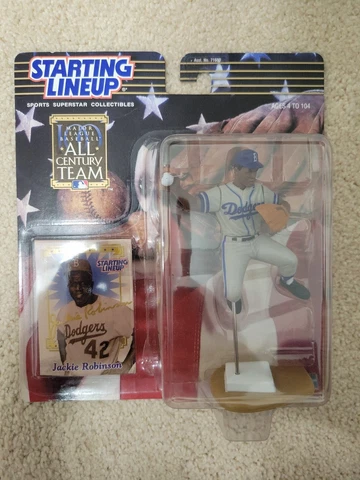 STARTING
LINEUP
SPORTS SUPERSTAR COLLECTIBLES
AGES 4 TO 104
MAJOR
LEAGUE BASEBALL
ALL
CENTURY
TEAM
STARTING
LINEUP
Dodgers
42
Jackie Robinson
Dodgers
B